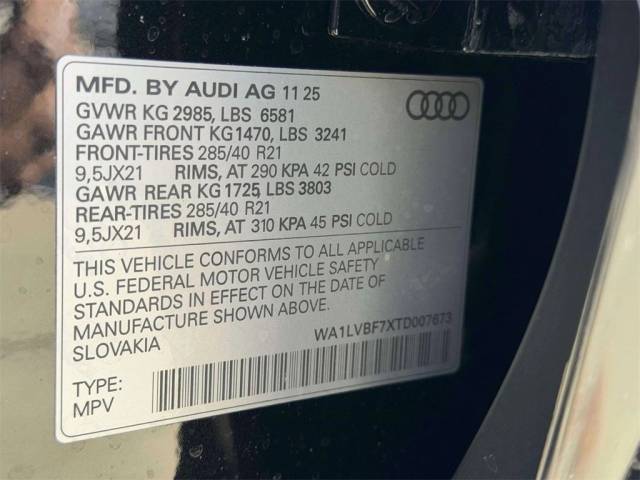 MFD. BY AUDI AG 11 25
GVWR KG 2985, LBS 6581
GAWR FRONT KG1470, LBS 3241
FRONT-TIRES 285/40 R21
9,5JX21 RIMS, AT 290 KPA 42 PSI COLD
GAWR REAR KG 1725, LBS 3803
REAR-TIRES 285/40 R21
9,5JX21 RIMS, AT 310 KPA 45 PSI COLD
THIS VEHICLE CONFORMS TO ALL APPLICABLE
U.S. FEDERAL MOTOR VEHICLE SAFETY
STANDARDS IN EFFECT ON THE DATE OF
MANUFACTURE SHOWN ABOVE.
SLOVAKIA
WA1LVBF7XTD007673
TYPE:
MPV